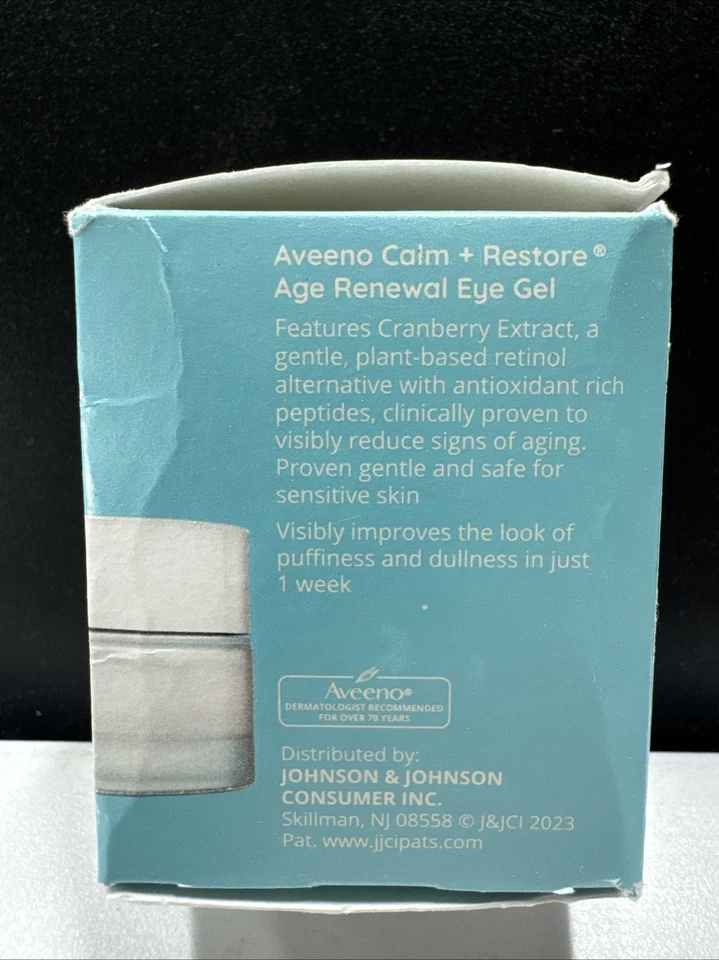 Aveeno Calm + Restore®
Age Renewal Eye Gel
Features Cranberry Extract, a
gentle, plant-based retinol
alternative with antioxidant rich
peptides, clinically proven to
visibly reduce signs of aging.
Proven gentle and safe for
sensitive skin
Visibly improves the look of
puffiness and dullness in just
1 week
Aveeno®
DERMATOLOGIST RECOMMENDED
FOR OVER 70 YEARS
Distributed by:
JOHNSON & JOHNSON
CONSUMER INC.
Skillman, NJ 08558 © J&JCI 2023
Pat. www.jjcipats.com